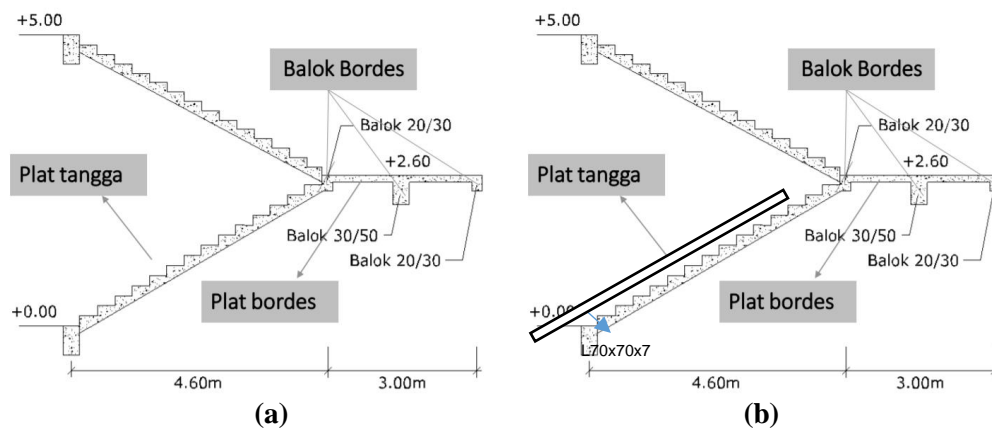 +5.00
Balok Bordes
Balok 20/30
+2.60
Plat tangga
Balok 30/50
Balok 20/30
Plat bordes
+0.00
4.60m
3.00m
(a)
+5.00
Balok Bordes
Balok 20/30
+2.60
Plat tangga
Balok 30/50
Balok 20/30
Plat bordes
+0.00
L70x70x7
4.60m
3.00m
(b)